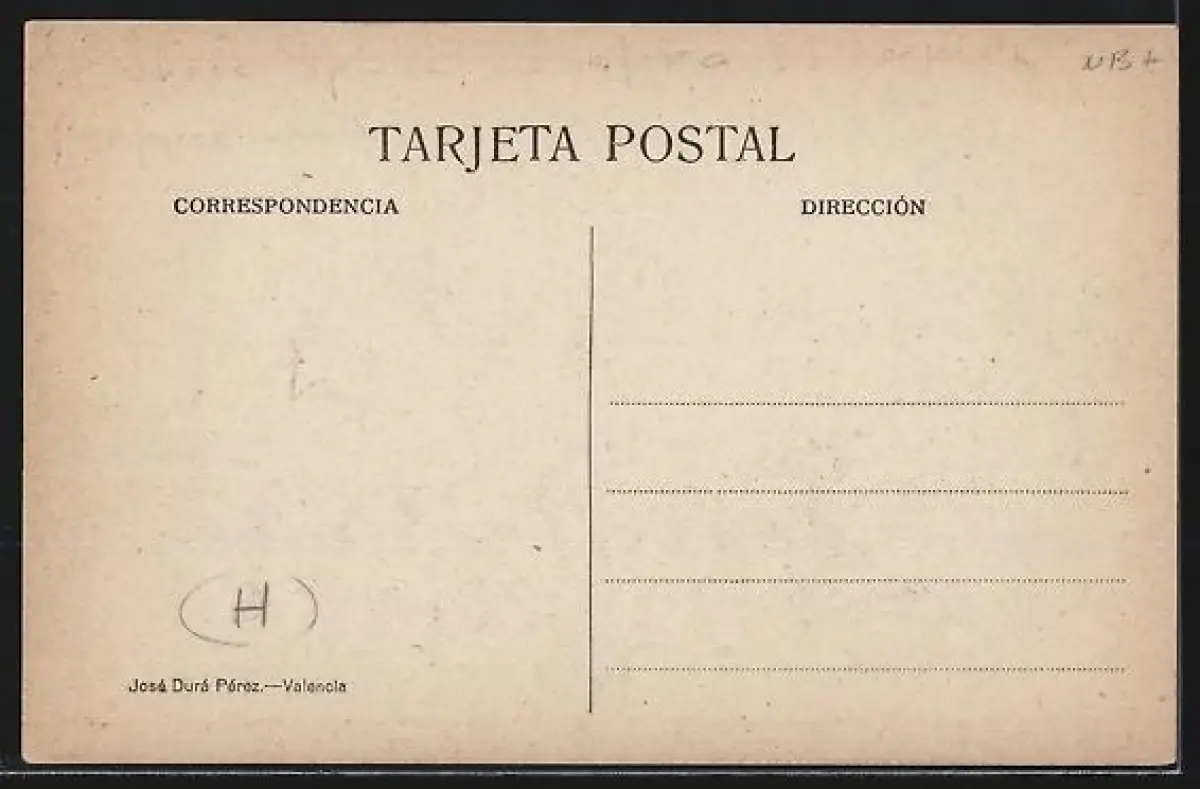 TARJETA POSTAL
CORRESPONDENCIA
DIRECCIÓN
(H)
José Durá Pérez.—Valencia